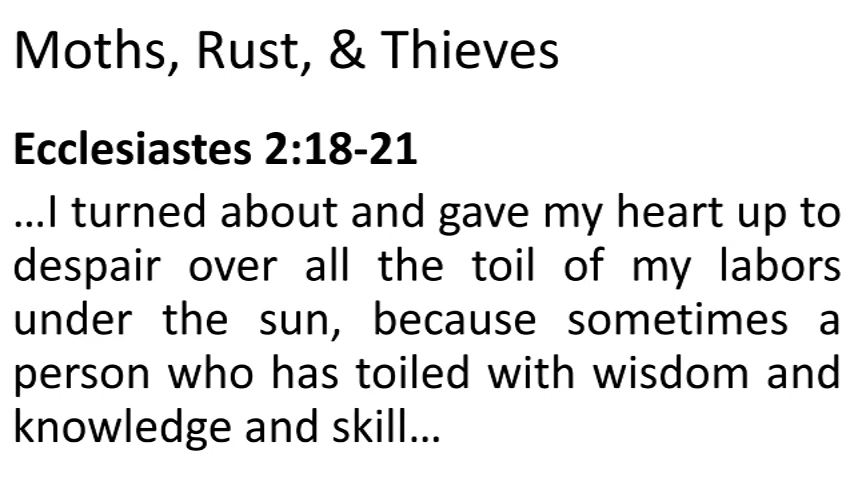 Moths, Rust, & Thieves
Ecclesiastes 2:18-21
…I turned about and gave my heart up to
despair over all the toil of my labors
under the sun, because sometimes a
person who has toiled with wisdom and
knowledge and skill…